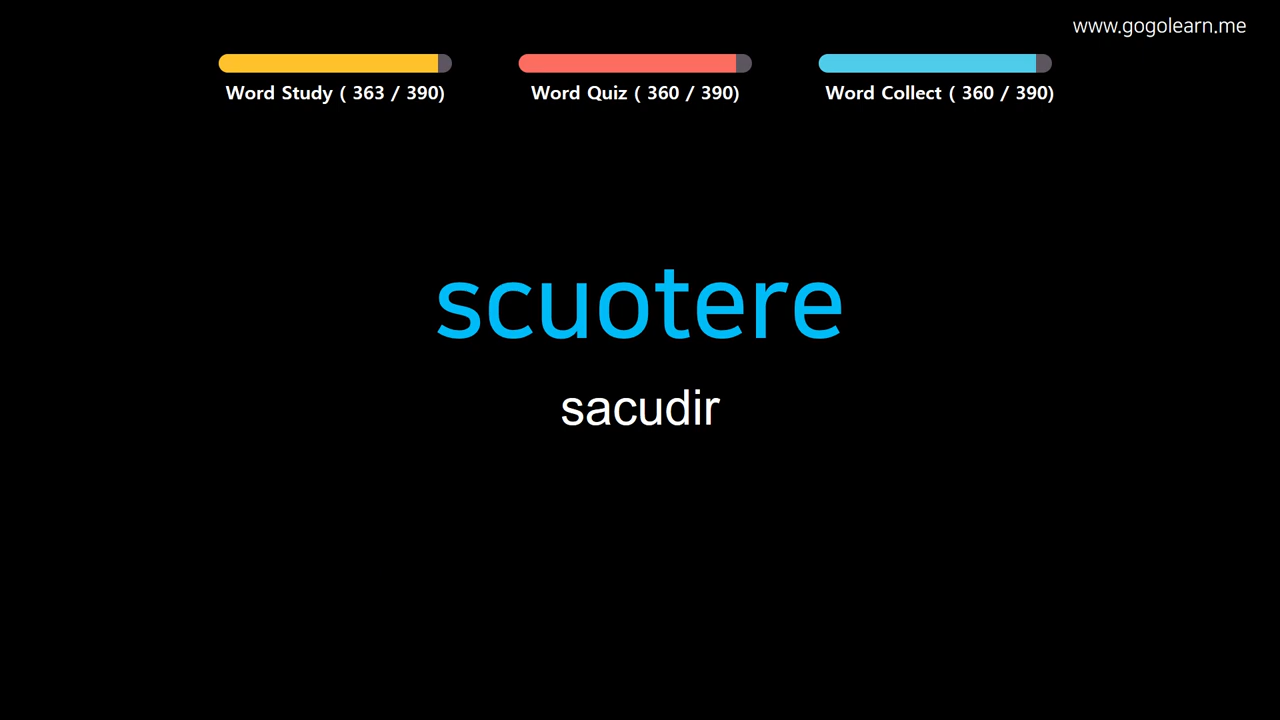 www.gogolearn.me
Word Study ( 363 / 390)
Word Quiz ( 360 / 390)
Word Collect ( 360 / 390)
scuotere
sacudir